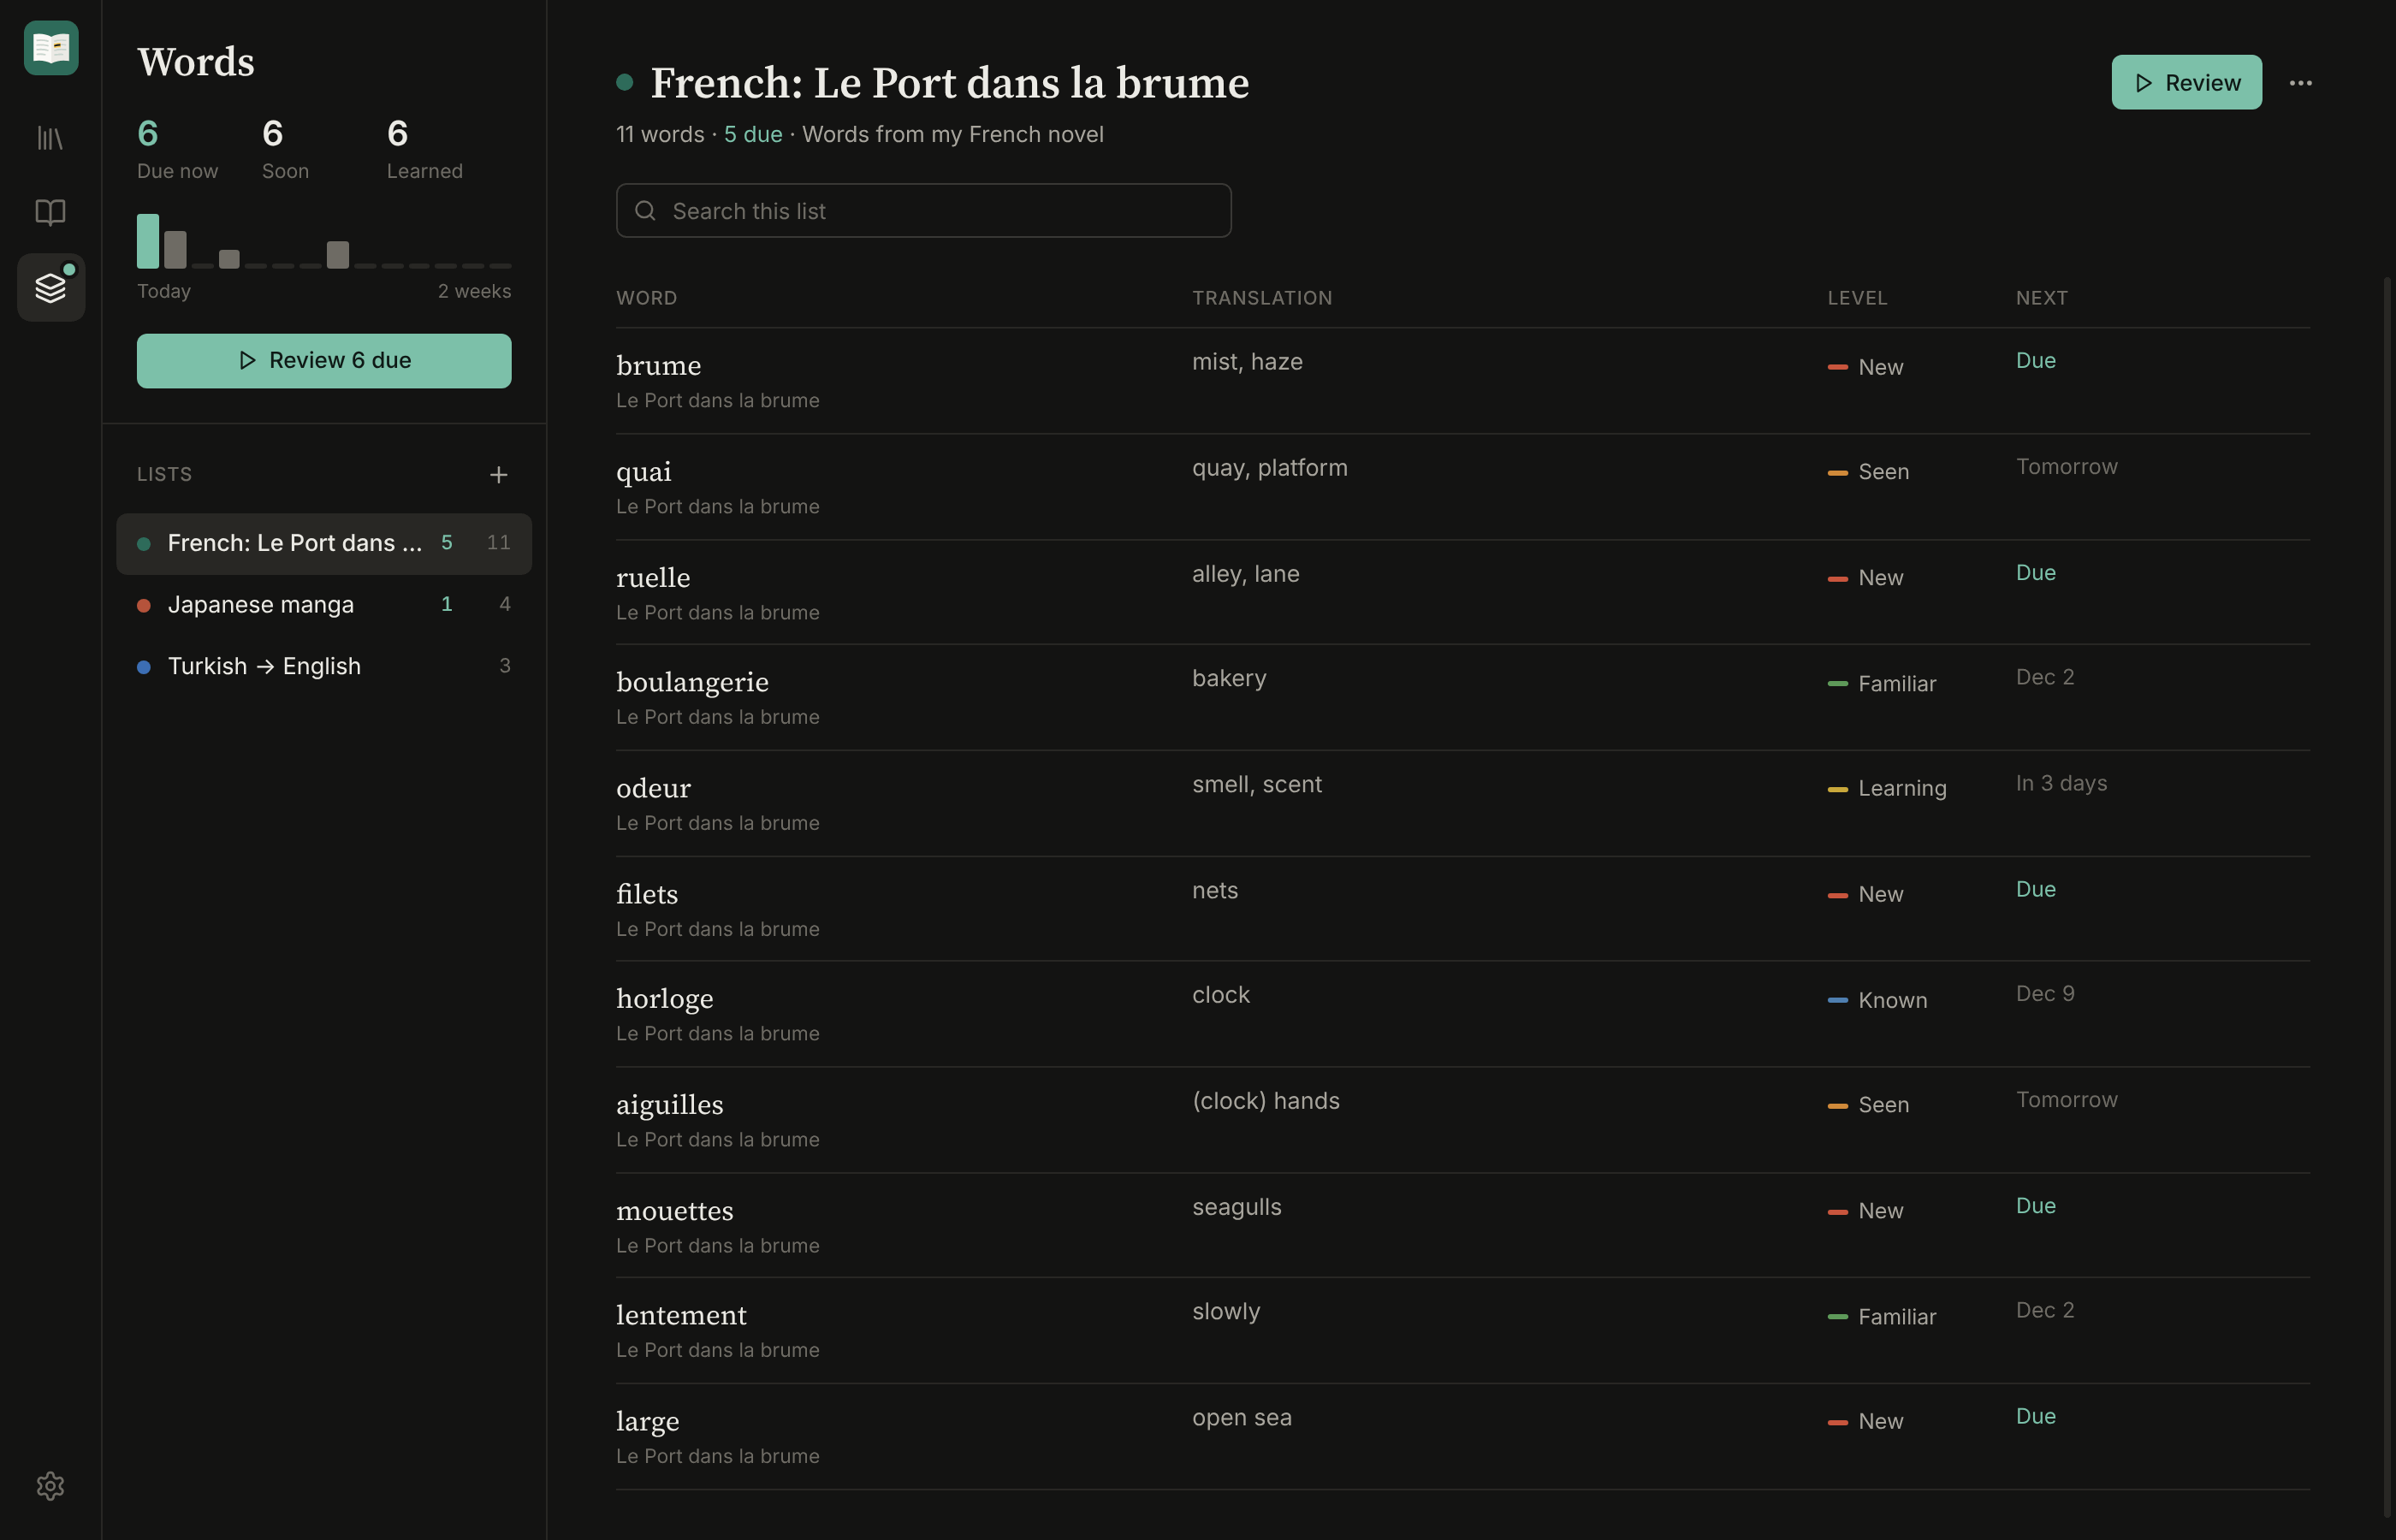 Words
6 6 6
Due now Soon Learned
Today 2 weeks
Review 6 due
LISTS
French: Le Port dans ... 5 11
Japanese manga 1 4
Turkish → English 3
French: Le Port dans la brume
Review
11 words · 5 due · Words from my French novel
Search this list
WORD TRANSLATION LEVEL NEXT
brume mist, haze New Due
Le Port dans la brume
quai quay, platform Seen Tomorrow
Le Port dans la brume
ruelle alley, lane New Due
Le Port dans la brume
boulangerie bakery Familiar Dec 2
Le Port dans la brume
odeur smell, scent Learning In 3 days
Le Port dans la brume
filets nets New Due
Le Port dans la brume
horloge clock Known Dec 9
Le Port dans la brume
aiguilles (clock) hands Seen Tomorrow
Le Port dans la brume
mouettes seagulls New Due
Le Port dans la brume
lentement slowly Familiar Dec 2
Le Port dans la brume
large open sea New Due
Le Port dans la brume